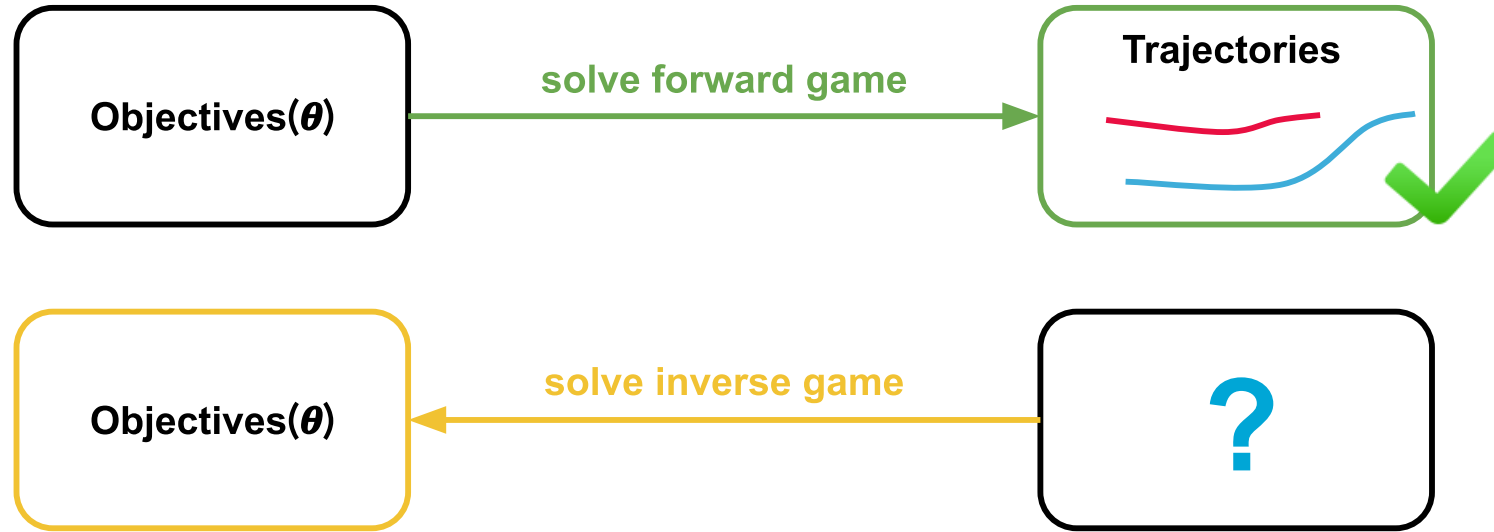 Objectives(θ)
solve forward game
Trajectories
Objectives(θ)
solve inverse game
?